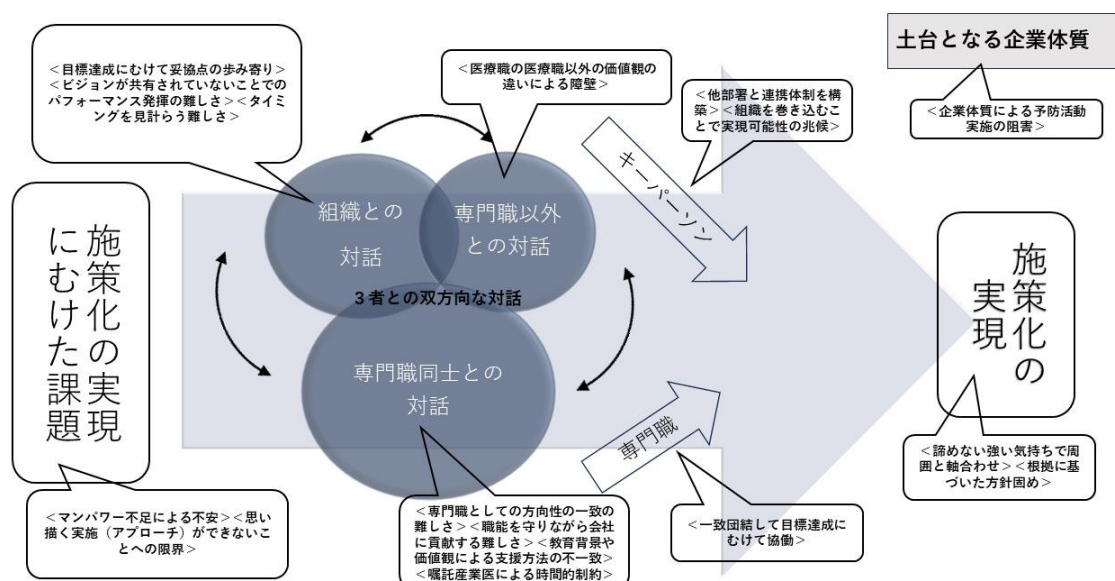 土台となる企業体質
＜企業体質による予防活動
実施の阻害＞
＜目標達成にむけて妥協点の歩み寄り＞
＜ビジョンが共有されていないことでの
パフォーマンス発揮の難しさ＞＜タイミ
ングを見計らう難しさ＞
＜医療職の医療職以外の価値観の
違いによる障壁＞
＜他部署と連携体制を構
築＞＜組織を巻き込むこ
とで実現可能性の兆候＞
キーパーソン
組織との
対話
専門職以外
との対話
３者との双方向な対話
専門職同士との
対話
専門職
施策化の実現
にむけた課題
施策化の
実現
＜マンパワー不足による不安＞＜思い
描く実施（アプローチ）ができないこ
とへの限界＞
＜専門職としての方向性の一致の
難しさ＞＜職能を守りながら会社
に貢献する難しさ＞＜教育背景や
価値観による支援方法の不一致＞
＜嘱託産業医による時間的制約＞
＜一致団結して目標達成に
むけて協働＞
＜諦めない強い気持ちで周
囲と軸合わせ＞＜根拠に基
づいた方針固め＞